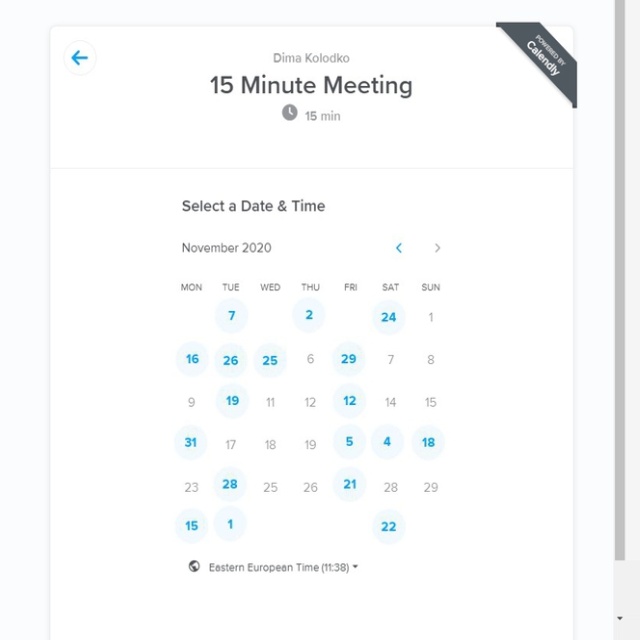 Dima Kolodko
POWERED BY
Calendly
15 Minute Meeting
15 min
Select a Date & Time
November 2020
MON TUE WED THU FRI SAT SUN
7 2 24 1
16 26 25 6 29 7 8
9 19 11 12 12 14 15
31 17 18 19 5 4 18
23 28 25 26 21 28 29
15 1 22
Eastern European Time (11:38)